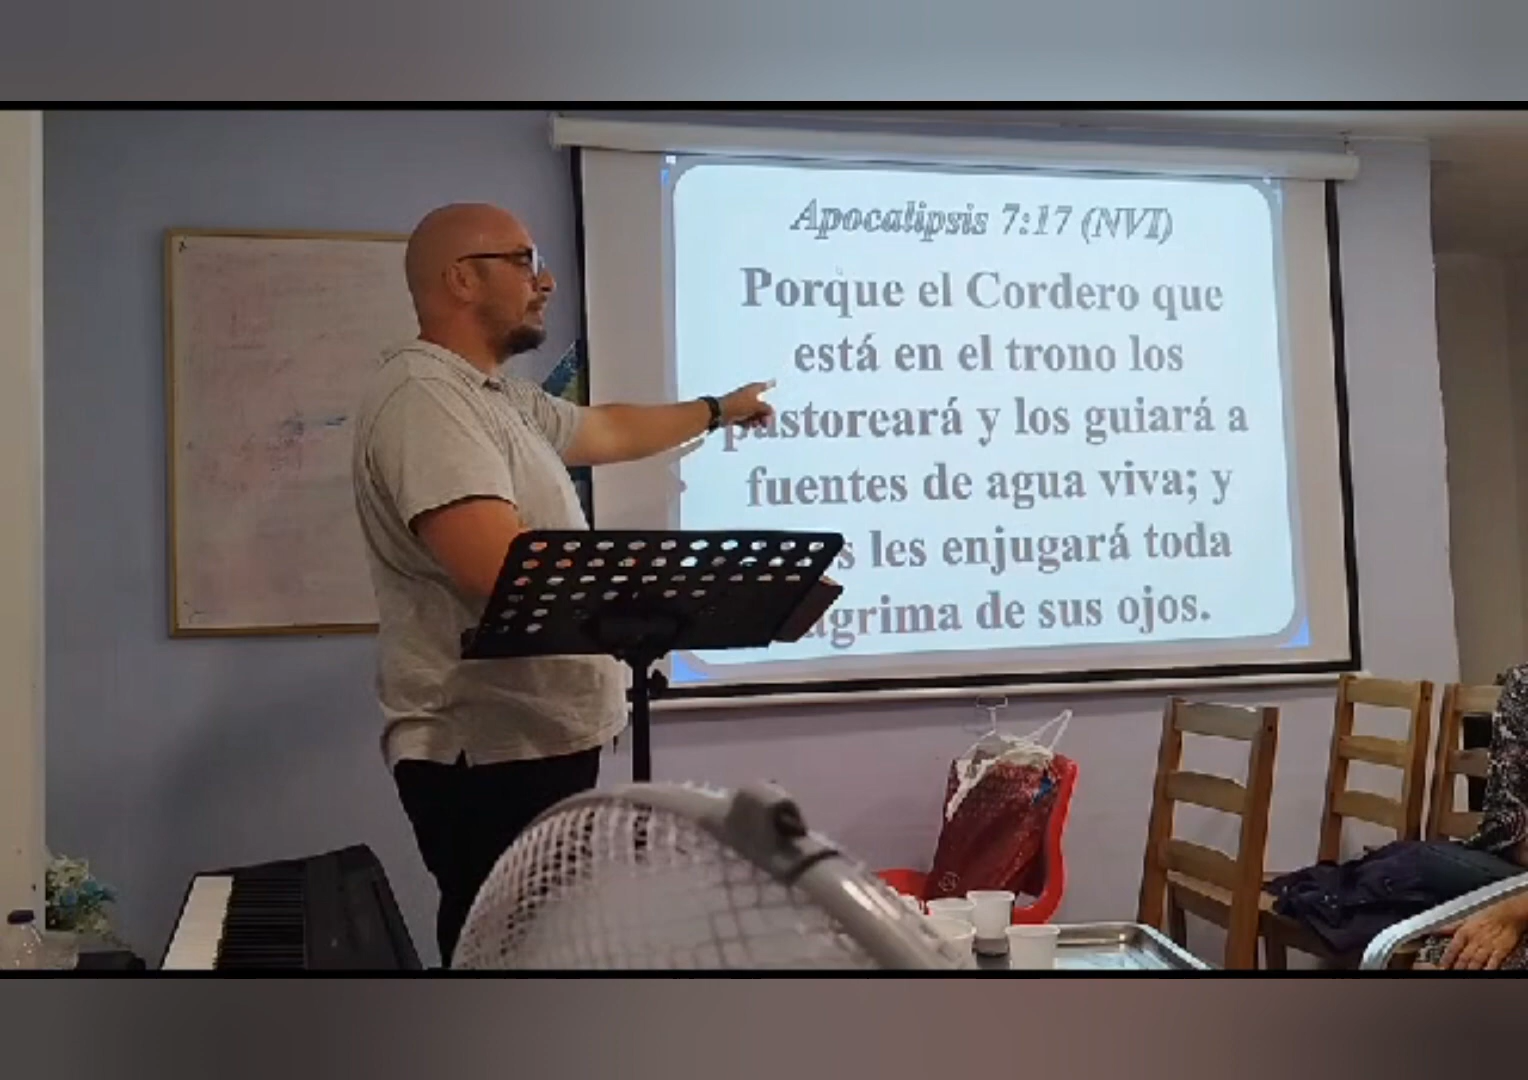 Apocalipsis 7:17 (NVI)
Porque el Cordero que
está en el trono los
pastoreará y los guiará a
fuentes de agua viva; y
les enjugará toda
de sus ojos.